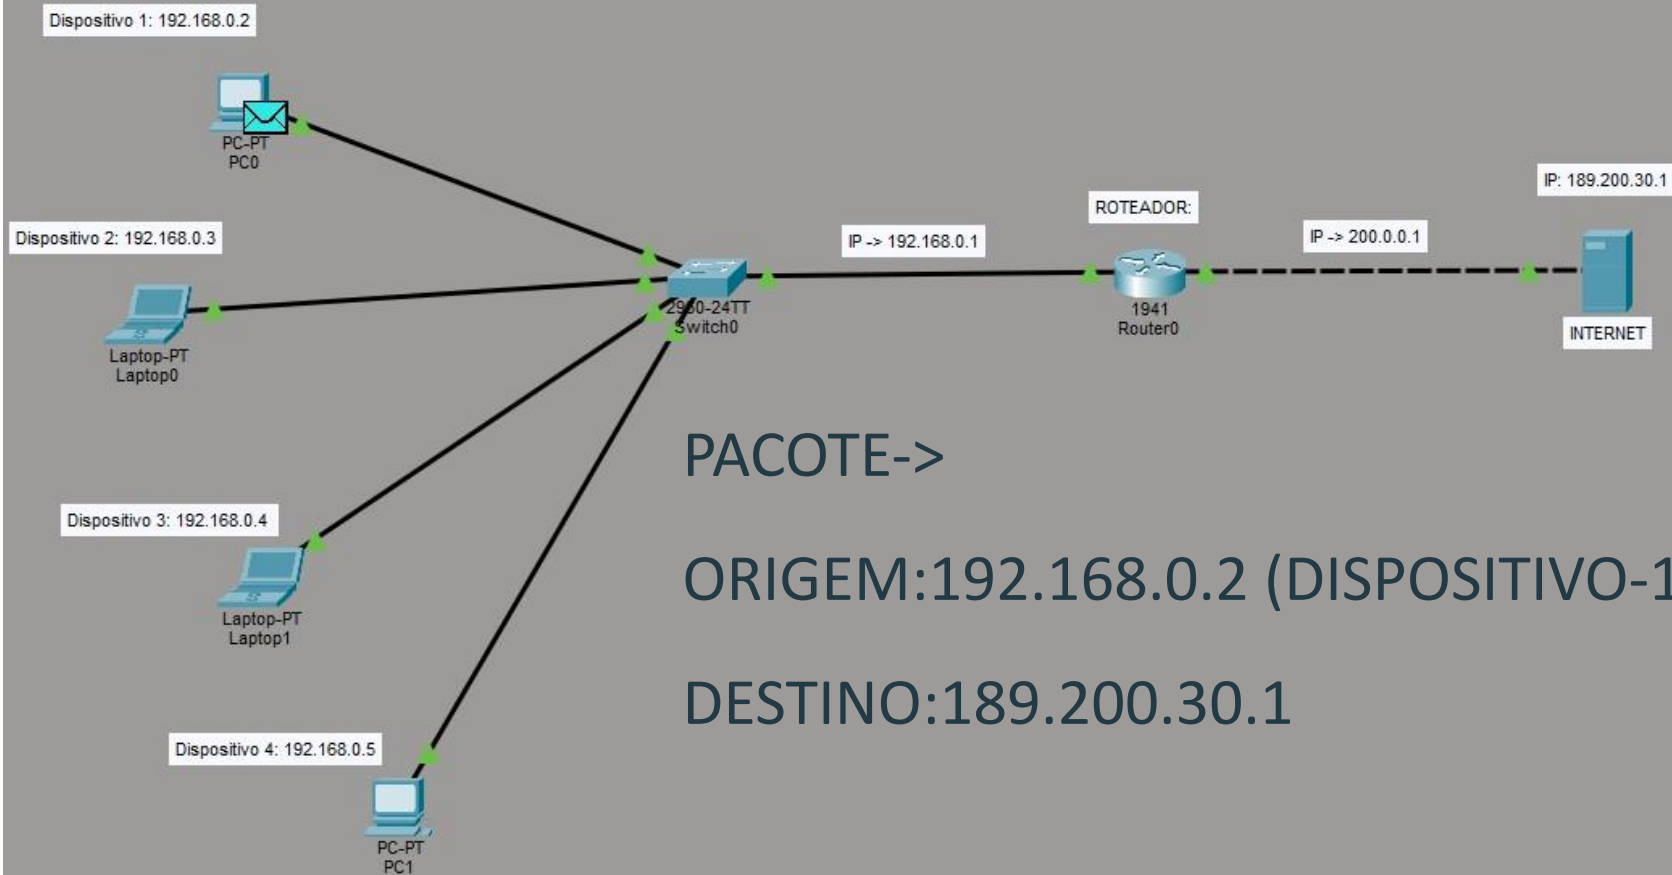 Dispositivo 1: 192.168.0.2
PC-PT
PC0
IP: 189.200.30.1
ROTEADOR:
Dispositivo 2: 192.168.0.3
IP -> 192.168.0.1
IP -> 200.0.0.1
2960-24TT
Switch0
1941
Router0
INTERNET
Laptop-PT
Laptop0
PACOTE->
Dispositivo 3: 192.168.0.4
ORIGEM:192.168.0.2 (DISPOSITIVO-1
Laptop-PT
Laptop1
DESTINO:189.200.30.1
Dispositivo 4: 192.168.0.5
PC-PT
PC1